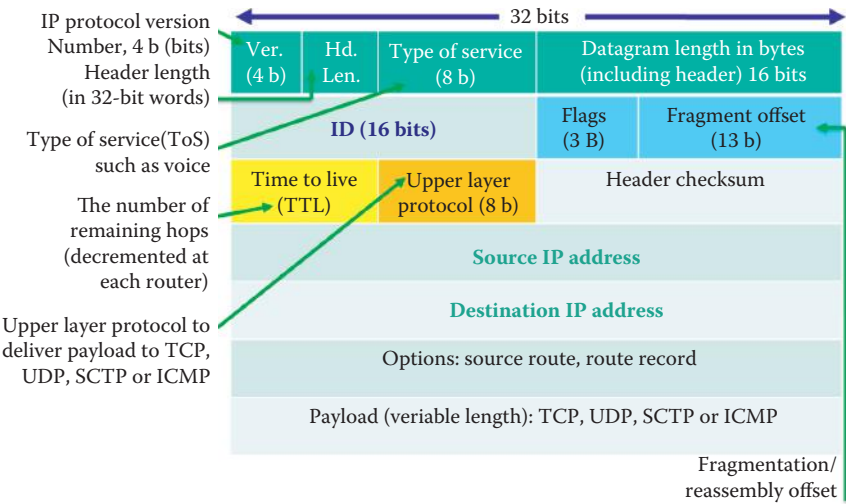 32 bits
IP protocol version
Number, 4 b (bits)
Header length
(in 32-bit words)
Type of service(ToS)
such as voice
The number of
remaining hops
(decremented at
each router)
Upper layer protocol to
deliver payload to TCP,
UDP, SCTP or ICMP
Ver.
(4 b)
Hd.
Len.
Type of service
(8 b)
Datagram length in bytes
(including header) 16 bits
ID (16 bits)
Flags
(3 B)
Fragment offset
(13 b)
Time to live
(TTL)
Upper layer
protocol (8 b)
Header checksum
Source IP address
Destination IP address
Options: source route, route record
Payload (veriable length): TCP, UDP, SCTP or ICMP
Fragmentation/
reassembly offset